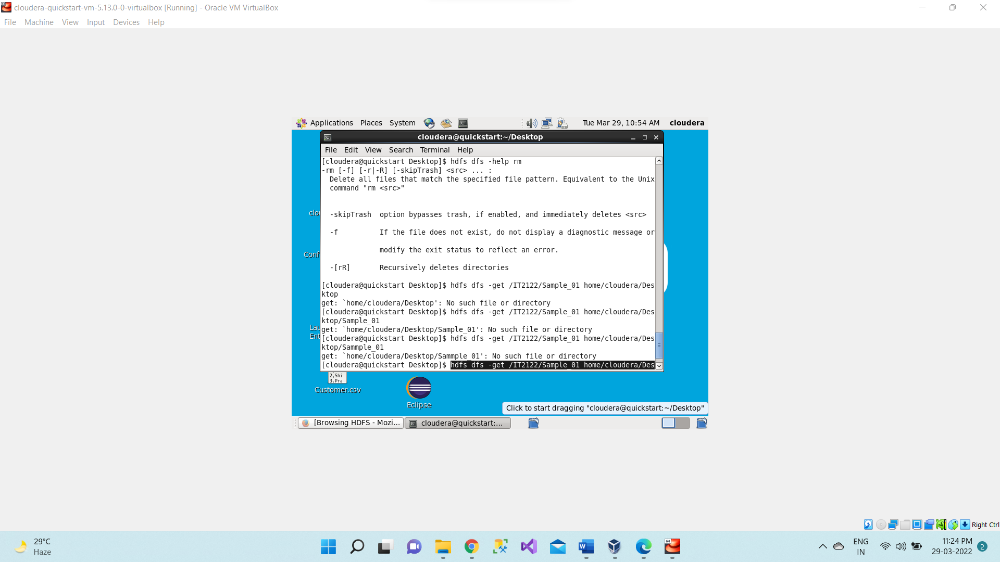 cloudera-quickstart-vm-5.13.0-0-virtualbox [Running] - Oracle VM VirtualBox
File Machine View Input Devices Help
Applications Places System Tue Mar 29, 10:54 AM cloudera
cloudera@quickstart:~/Desktop
File Edit View Search Terminal Help
[cloudera@quickstart Desktop]$ hdfs dfs -help rm
-rm [-f] [-r|-R] [-skipTrash] <src> ... :
Delete all files that match the specified file pattern. Equivalent to the Unix
command "rm <src>"
-skipTrash option bypasses trash, if enabled, and immediately deletes <src>
-f If the file does not exist, do not display a diagnostic message or
modify the exit status to reflect an error.
-[rR] Recursively deletes directories
[cloudera@quickstart Desktop]$ hdfs dfs -get /IT2122/Sample_01 home/cloudera/Des
ktop
get: `home/cloudera/Desktop': No such file or directory
[cloudera@quickstart Desktop]$ hdfs dfs -get /IT2122/Sample_01 home/cloudera/Des
ktop/Sample_01
get: `home/cloudera/Desktop/Sample_01': No such file or directory
[cloudera@quickstart Desktop]$ hdfs dfs -get /IT2122/Sample_01 home/cloudera/Des
ktop/Sammple_01
get: `home/cloudera/Desktop/Sammple_01': No such file or directory
[cloudera@quickstart Desktop]$ hdfs dfs -get /IT2122/Sample_01 home/cloudera/Des
clou
Conf
Lau
Ent
2,Shi
3.Pra
Customer.csv
Eclipse
Click to start dragging "cloudera@quickstart:~/Desktop"
[Browsing HDFS - Mozi... cloudera@quickstart:...
Right Ctrl
29°C
Haze
ENG
IN
11:24 PM
29-03-2022
2